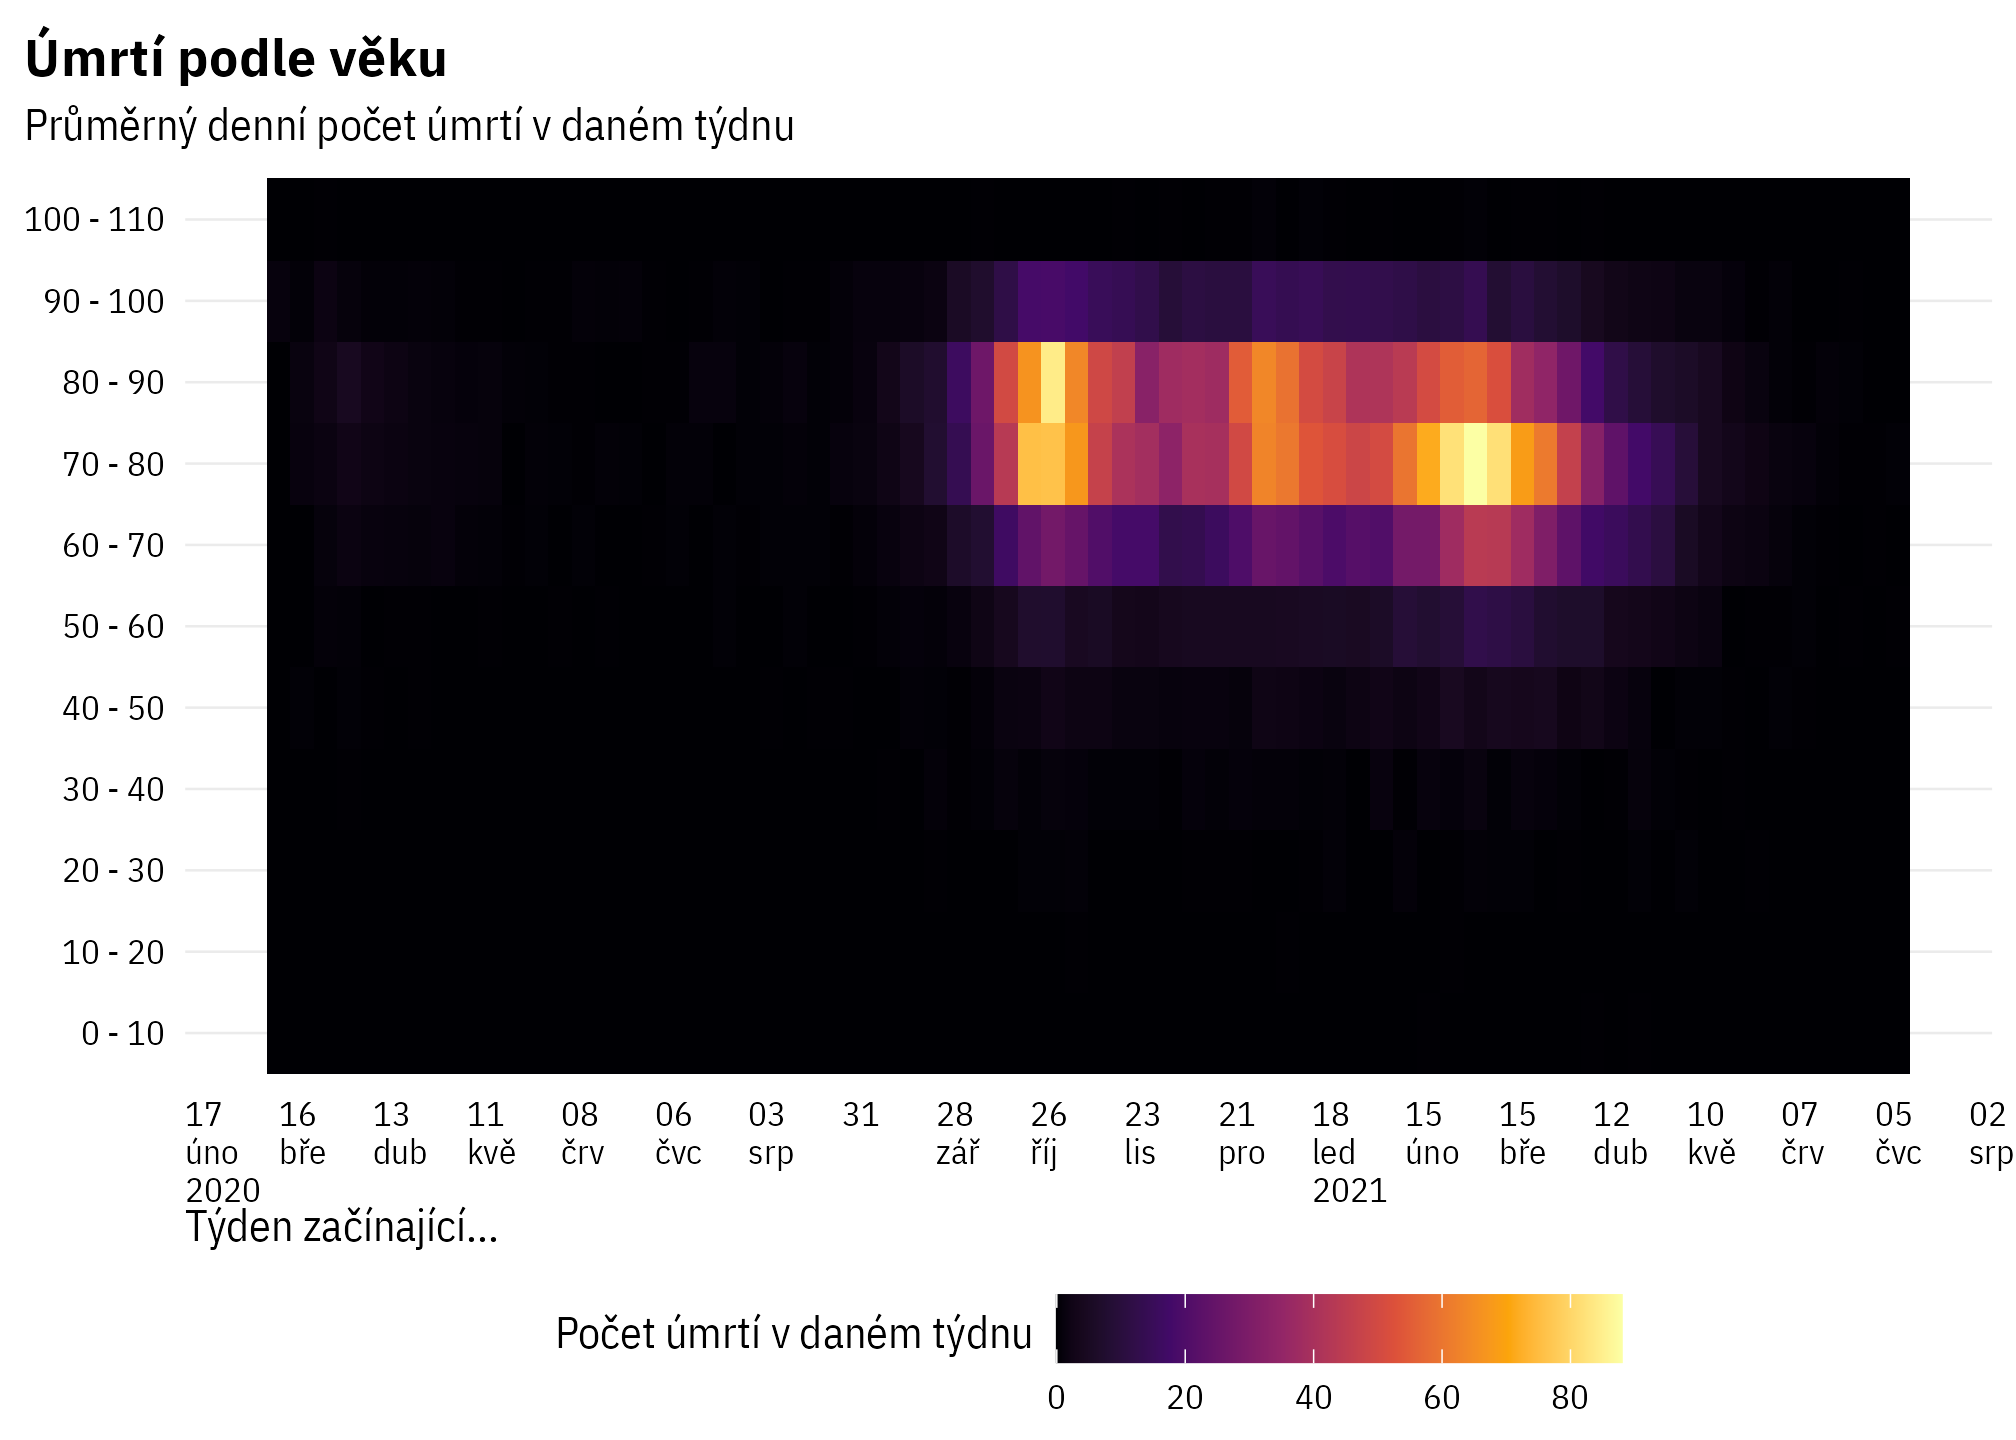 Úmrtí podle věku
Průměrný denní počet úmrtí v daném týdnu
100 - 110
90 - 100
80 - 90
70 - 80
60 - 70
50 - 60
40 - 50
30 - 40
20 - 30
10 - 20
0 - 10
17 16 13 11 08 06 03 31 28 26 23 21 18 15 15 12 10 07 05 02
úno bře dub kvě črv čvc srp zář říj lis pro led úno bře dub kvě črv čvc srp
2020 2021
Týden začínající...
Počet úmrtí v daném týdnu
0 20 40 60 80